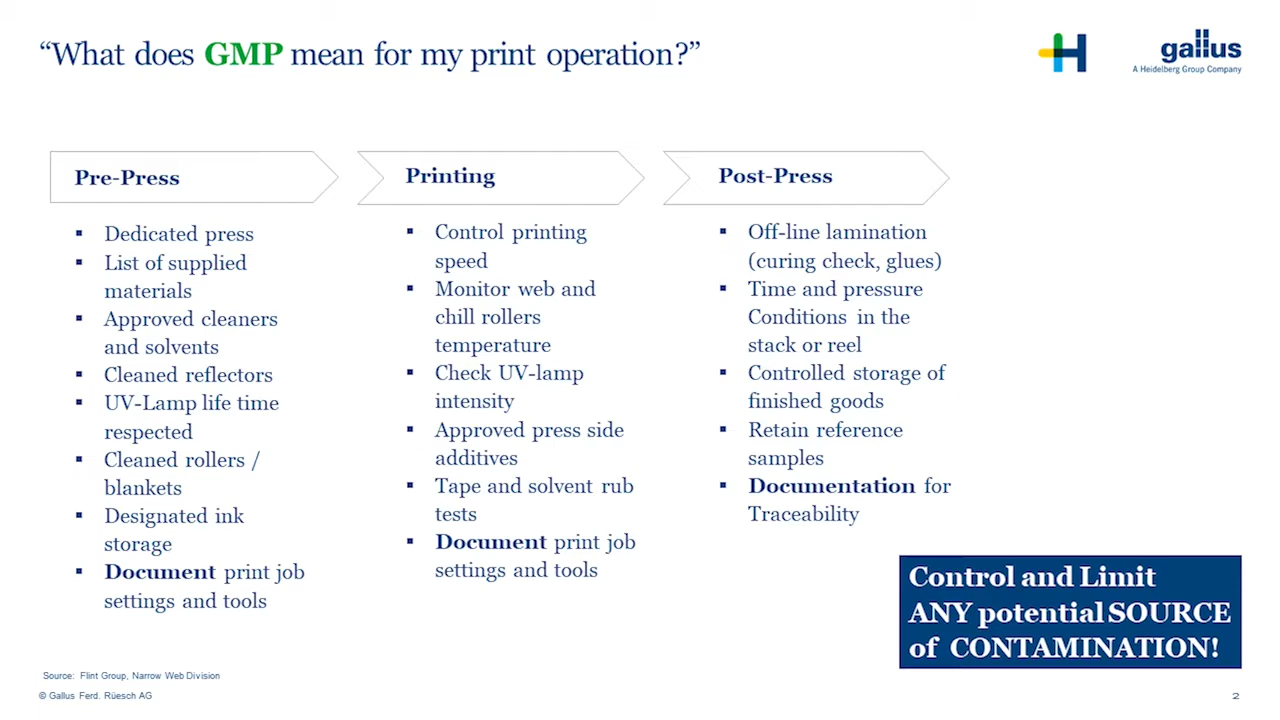 “What does GMP mean for my print operation?”
gallus
A Heidelberg Group Company
Pre-Press
▪ Dedicated press
▪ List of supplied
materials
▪ Approved cleaners
and solvents
▪ Cleaned reflectors
▪ UV-Lamp life time
respected
▪ Cleaned rollers /
blankets
▪ Designated ink
storage
▪ Document print job
settings and tools
Printing
▪ Control printing
speed
▪ Monitor web and
chill rollers
temperature
▪ Check UV-lamp
intensity
▪ Approved press side
additives
▪ Tape and solvent rub
tests
▪ Document print job
settings and tools
Post-Press
▪ Off-line lamination
(curing check, glues)
▪ Time and pressure
Conditions in the
stack or reel
▪ Controlled storage of
finished goods
▪ Retain reference
samples
▪ Documentation for
Traceability
Control and Limit
ANY potential SOURCE
of CONTAMINATION!
Source: Flint Group, Narrow Web Division
© Gallus Ferd. Rüesch AG
2